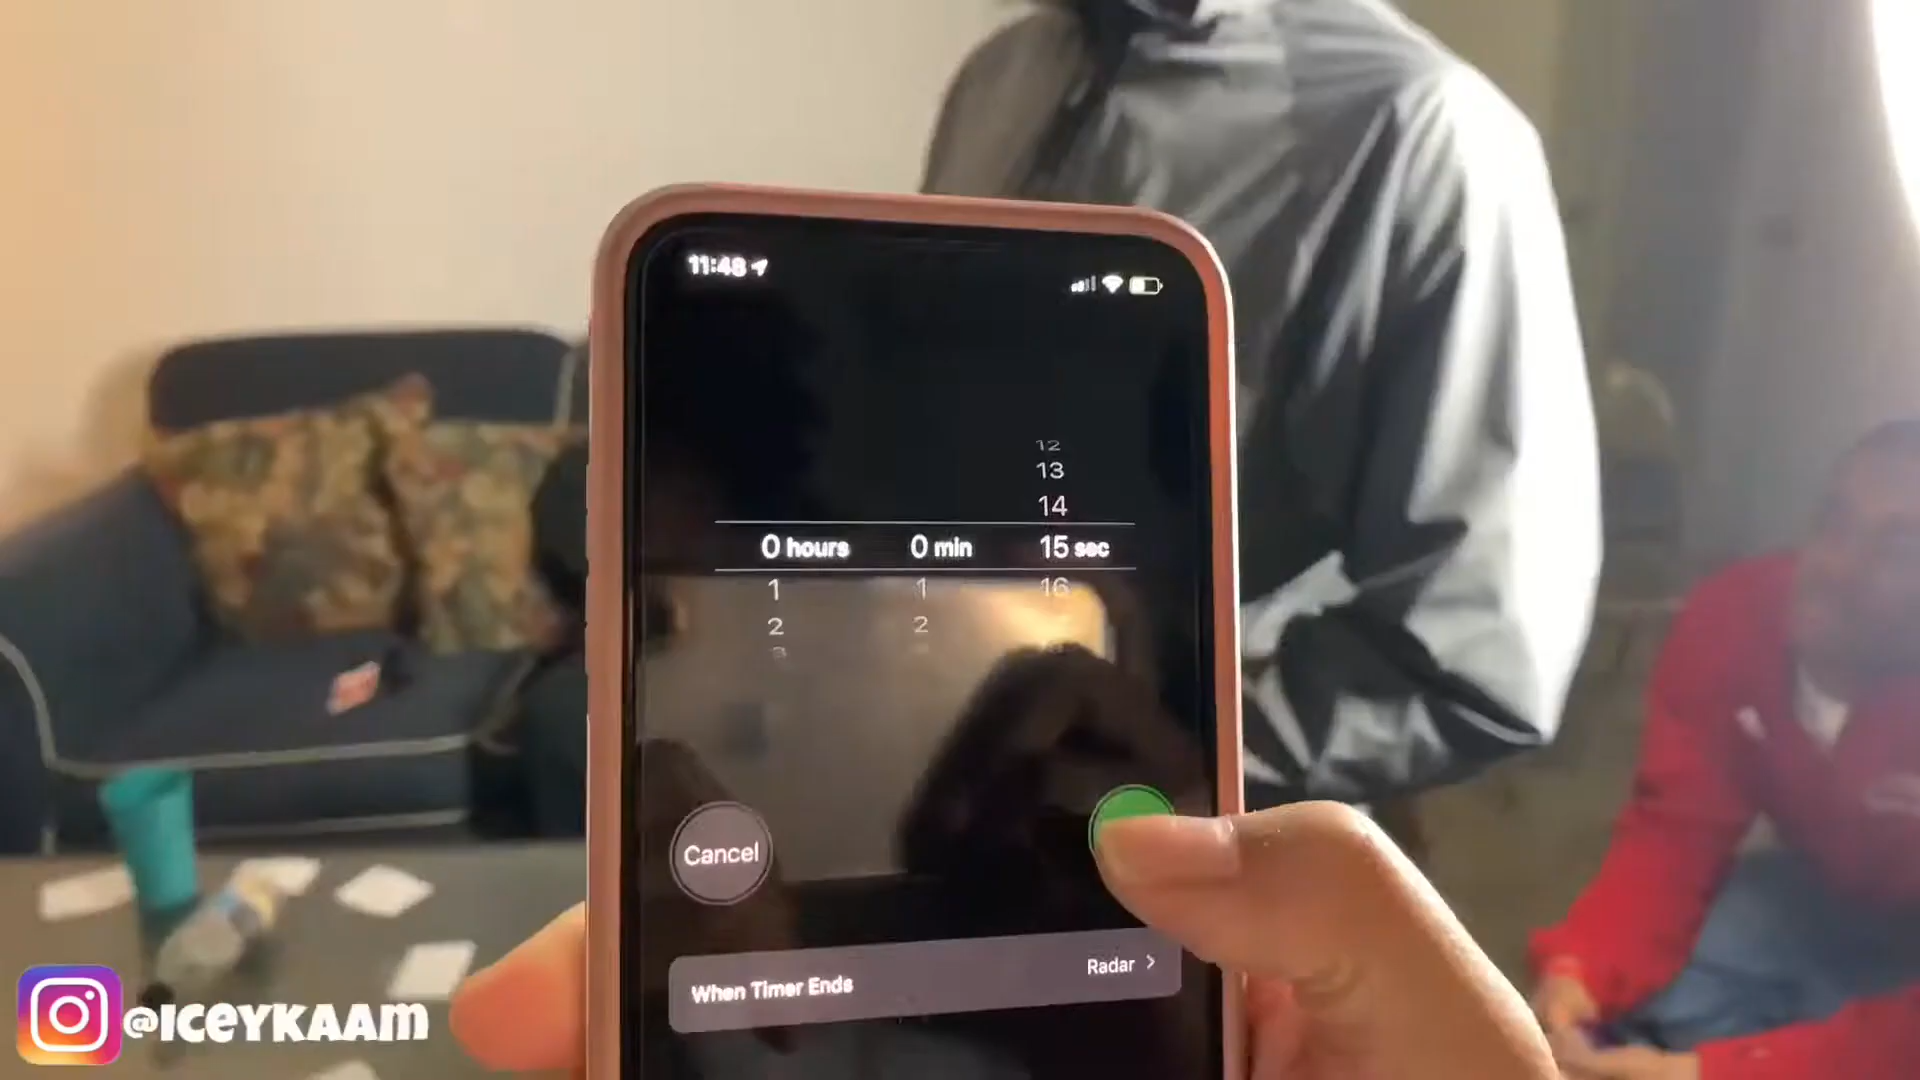 11:48
12
13
14
0 hours 0 min 15 sec
1 1 16
2 2
3
Cancel
When Timer Ends Radar >
@ICEYKAAM